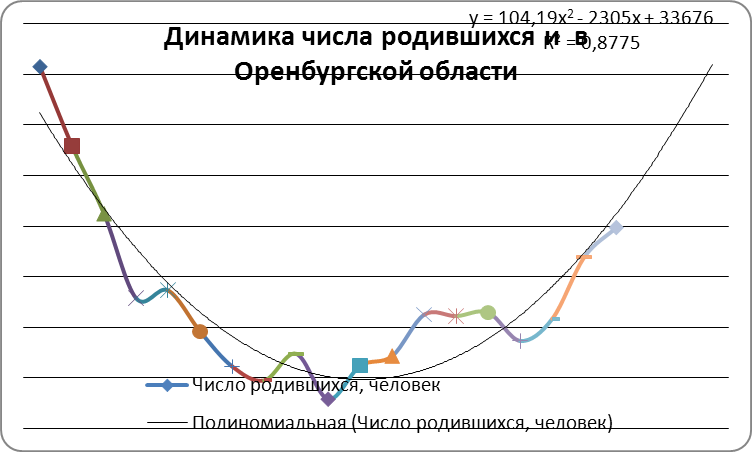 y = 104,19x² - 2305x + 33676
R² = 0,8775
Динамика числа родившихся и в
Оренбургской области
Число родившихся, человек
Полиномиальная (Число родившихся, человек)